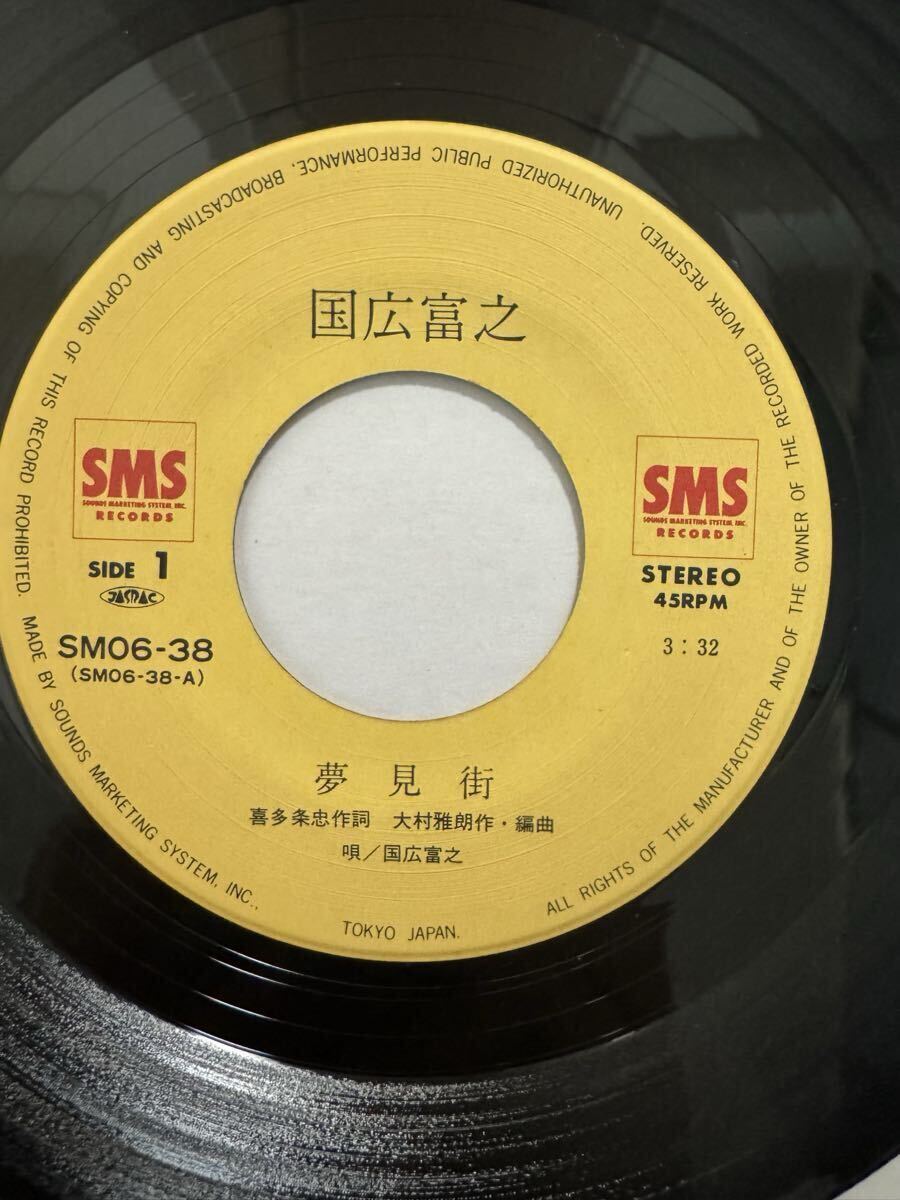 国広富之
SMS
SOUNDS MARKETING SYSTEM, INC.
RECORDS
SIDE 1
JASRAC
SM06-38
(SM06-38-A)
SMS
SOUNDS MARKETING SYSTEM, INC.
RECORDS
STEREO
45RPM
3:32
夢見街
喜多条忠作詞 大村雅朗作・編曲
唄/国広富之
MADE BY SOUNDS MARKETING SYSTEM, INC., TOKYO JAPAN. ALL RIGHTS OF THE MANUFACTURER AND OF THE OWNER OF THE RECORDED WORK RESERVED. UNAUTHORIZED PUBLIC PERFORMANCE, BROADCASTING AND COPYING OF THIS RECORD PROHIBITED.